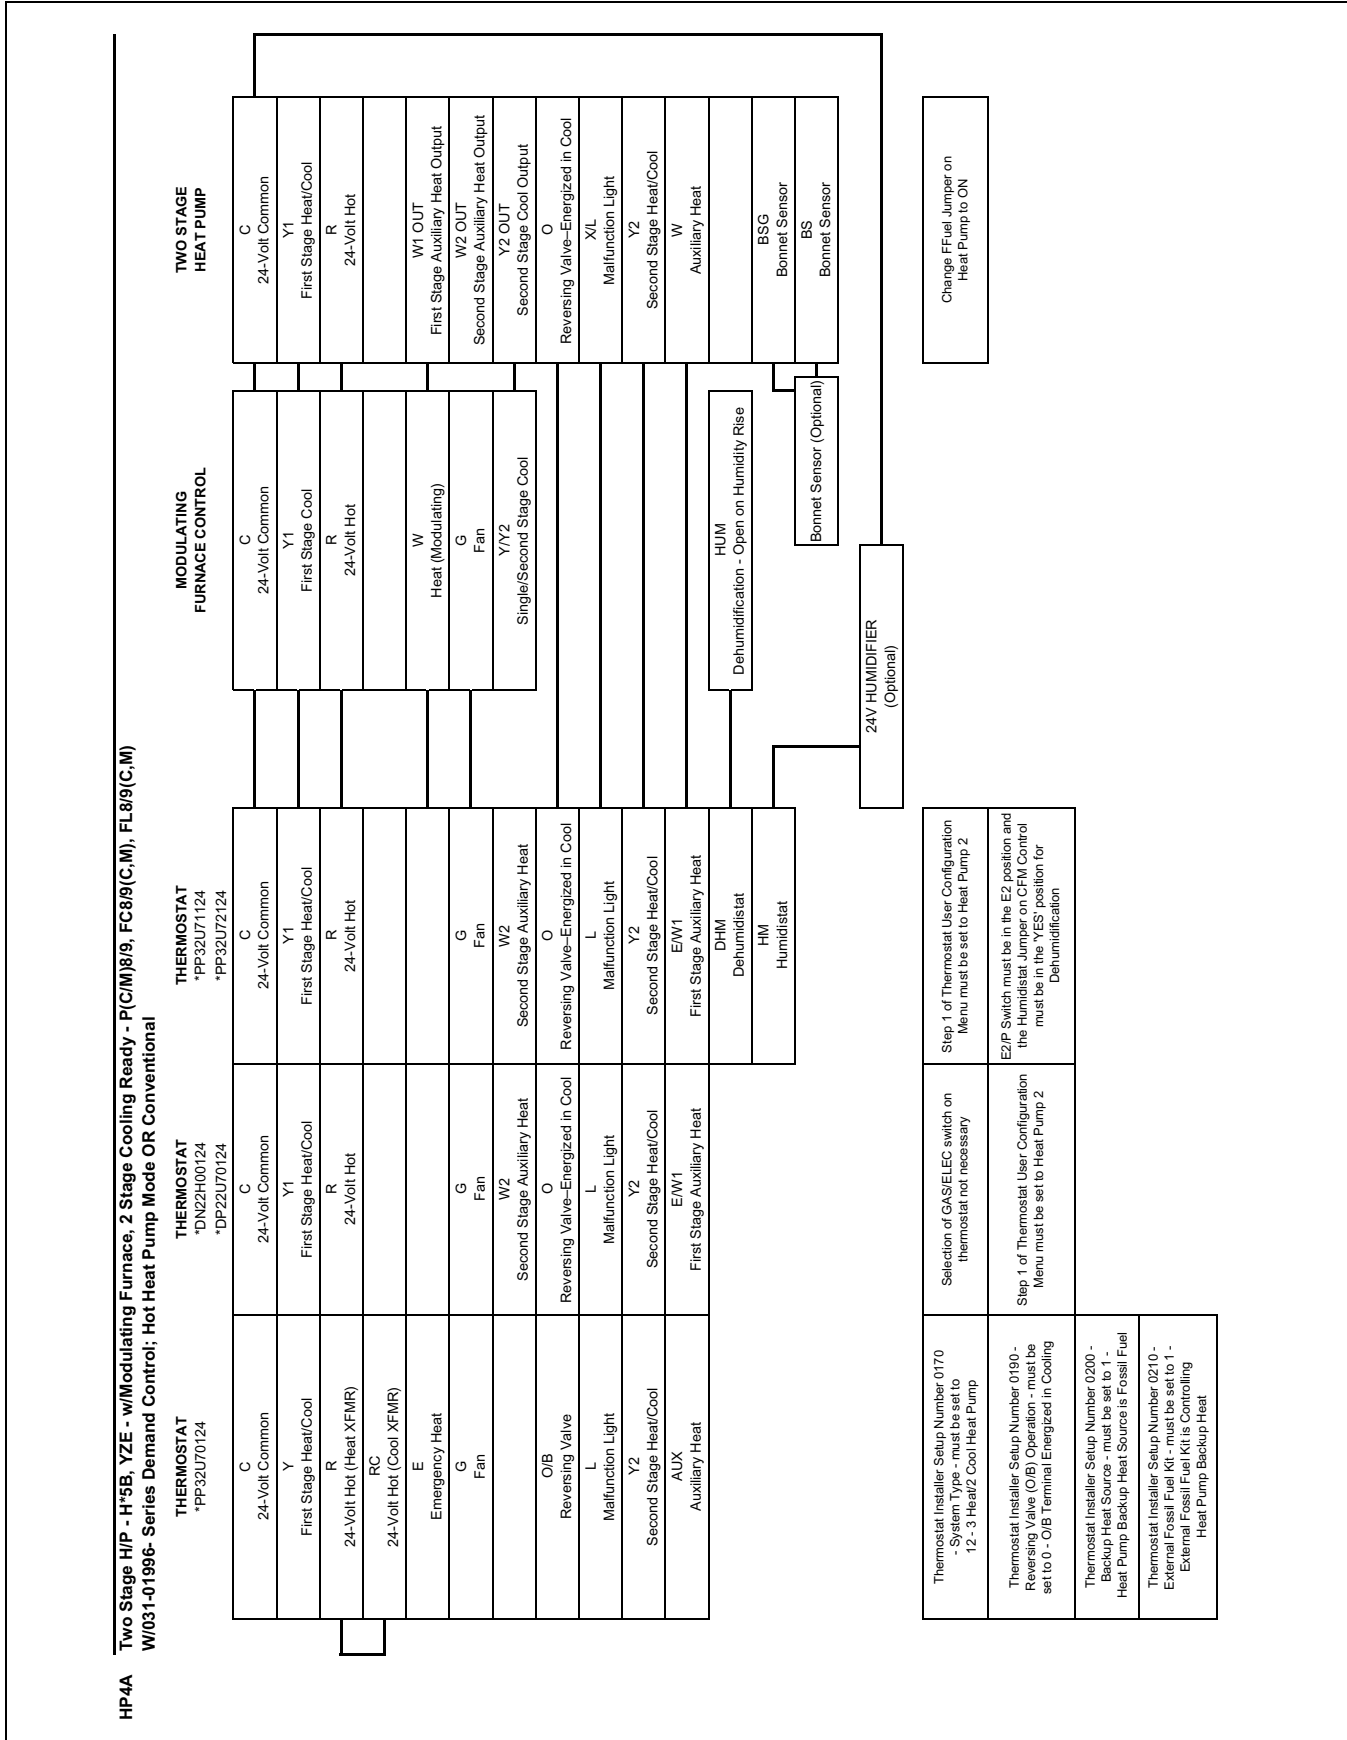 HP4A Two Stage H/P - H*5B, YZE - w/Modulating Furnace, 2 Stage Cooling Ready - P(C/M)8/9, FC8/9(C,M), FL8/9(C,M)
W/031-01996- Series Demand Control; Hot Heat Pump Mode OR Conventional
THERMOSTAT
*PP32U70124
C
24-Volt Common
Y
First Stage Heat/Cool
R
24-Volt Hot (Heat XFMR)
RC
24-Volt Hot (Cool XFMR)
E
Emergency Heat
G
Fan
O/B
Reversing Valve
L
Malfunction Light
Y2
Second Stage Heat/Cool
AUX
Auxiliary Heat
THERMOSTAT
*DN22H00124
*DP22U70124
C
24-Volt Common
Y1
First Stage Heat/Cool
R
24-Volt Hot
G
Fan
W2
Second Stage Auxiliary Heat
O
Reversing Valve–Energized in Cool
L
Malfunction Light
Y2
Second Stage Heat/Cool
E/W1
First Stage Auxiliary Heat
THERMOSTAT
*PP32U71124
*PP32U72124
C
24-Volt Common
Y1
First Stage Heat/Cool
R
24-Volt Hot
G
Fan
W2
Second Stage Auxiliary Heat
O
Reversing Valve–Energized in Cool
L
Malfunction Light
Y2
Second Stage Heat/Cool
E/W1
First Stage Auxiliary Heat
DHM
Dehumidistat
HM
Humidistat
MODULATING
FURNACE CONTROL
C
24-Volt Common
Y1
First Stage Cool
R
24-Volt Hot
W
Heat (Modulating)
G
Fan
Y/Y2
Single/Second Stage Cool
HUM
Dehumidification - Open on Humidity Rise
Bonnet Sensor (Optional)
24V HUMIDIFIER
(Optional)
TWO STAGE
HEAT PUMP
C
24-Volt Common
Y1
First Stage Heat/Cool
R
24-Volt Hot
W1 OUT
First Stage Auxiliary Heat Output
W2 OUT
Second Stage Auxiliary Heat Output
Y2 OUT
Second Stage Cool Output
O
Reversing Valve–Energized in Cool
X/L
Malfunction Light
Y2
Second Stage Heat/Cool
W
Auxiliary Heat
BSG
Bonnet Sensor
BS
Bonnet Sensor
Thermostat Installer Setup Number 0170
- System Type - must be set to
12 - 3 Heat/2 Cool Heat Pump
Thermostat Installer Setup Number 0190 -
Reversing Valve (O/B) Operation - must be
set to 0 - O/B Terminal Energized in Cooling
Thermostat Installer Setup Number 0200 -
Backup Heat Source - must be set to 1 -
Heat Pump Backup Heat Source is Fossil Fuel
Thermostat Installer Setup Number 0210 -
External Fossil Fuel Kit - must be set to 1 -
External Fossil Fuel Kit is Controlling
Heat Pump Backup Heat
Selection of GAS/ELEC switch on
thermostat not necessary
Step 1 of Thermostat User Configuration
Menu must be set to Heat Pump 2
Step 1 of Thermostat User Configuration
Menu must be set to Heat Pump 2
E2/P Switch must be in the E2 position and
the Humidistat Jumper on CFM Control
must be in the 'YES' position for
Dehumidification
Change FFuel Jumper on
Heat Pump to ON